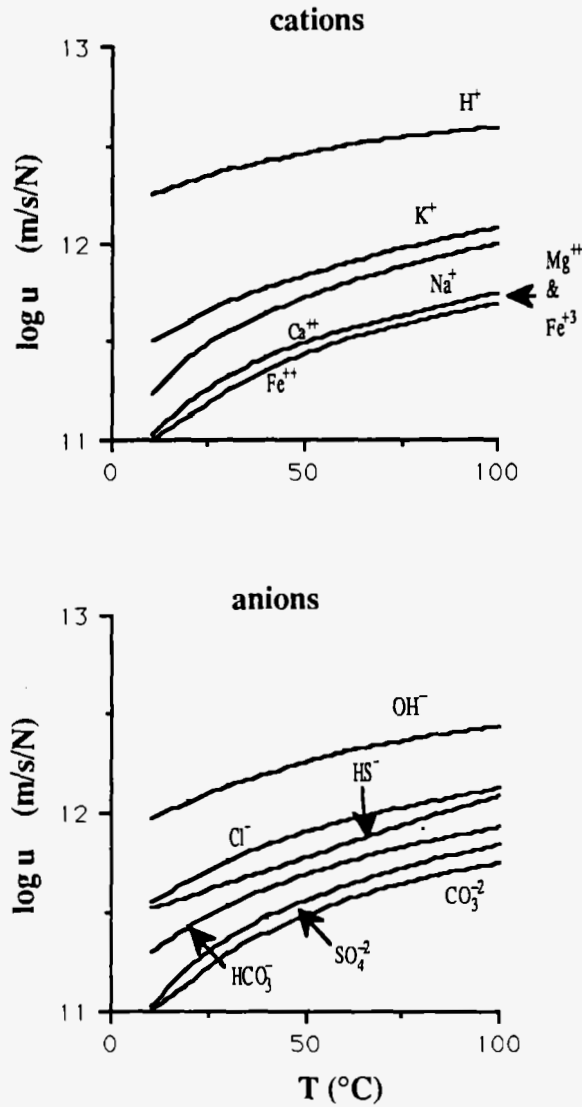 cations
13
H⁺
log u (m/s/N)
12
K⁺
Na⁺
Mg⁺⁺
&
Fe⁺³
Ca⁺⁺
Fe⁺⁺
11
0
50
100
anions
13
OH⁻
HS⁻
log u (m/s/N)
12
Cl⁻
CO₃⁻²
SO₄⁻²
HCO₃⁻
11
0
50
100
T (°C)